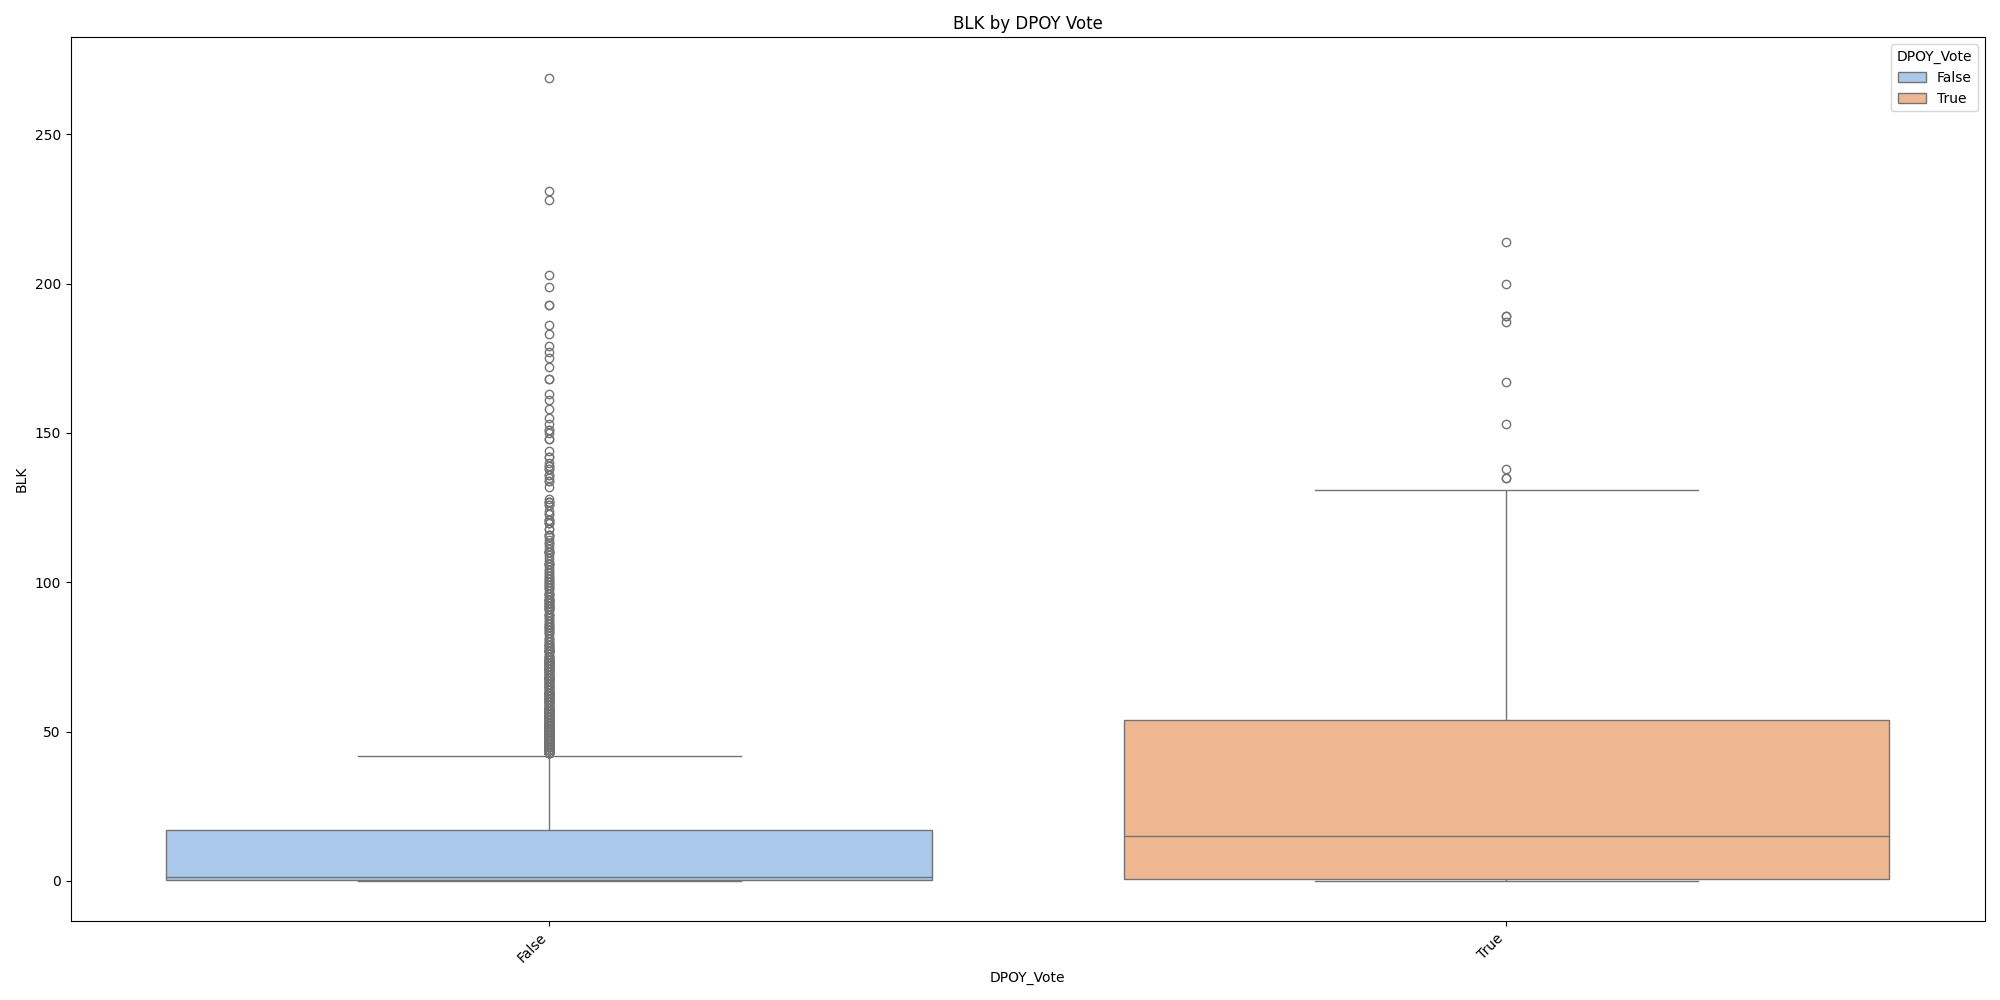 BLK by DPOY Vote
DPOY_Vote
False
True
250
200
150
100
50
0
BLK
False
True
DPOY_Vote